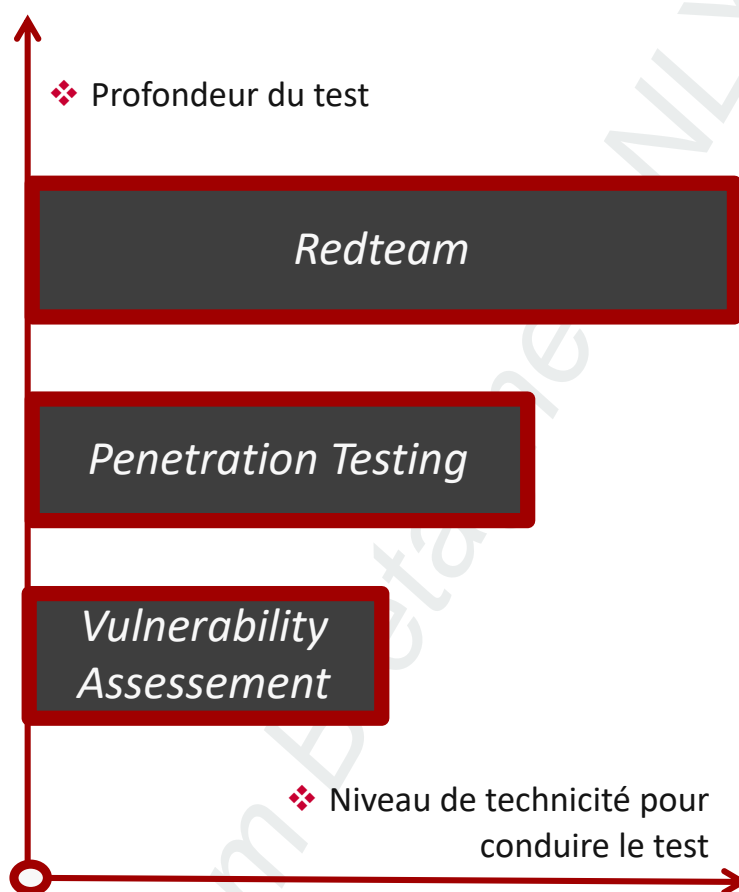 ❖ Profondeur du test
Redteam
Penetration Testing
Vulnerability
Assessement
❖ Niveau de technicité pour
conduire le test